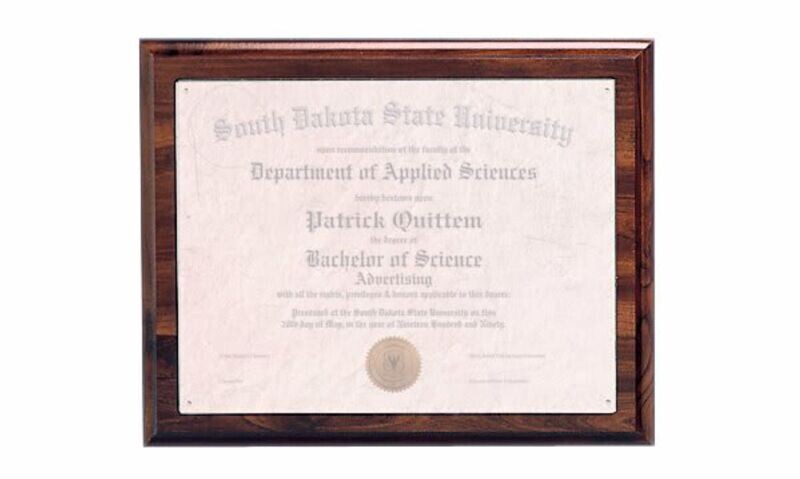 South Dakota State University
upon recommendation of the faculty of the
Department of Applied Sciences
hereby bestows upon
Patrick Quittem
the degree of
Bachelor of Science
Advertising
with all the rights, privileges & honors applicable to this degree:
Presented at the South Dakota State University on this
day of May, in the year of Nineteen Hundred and Ninety.